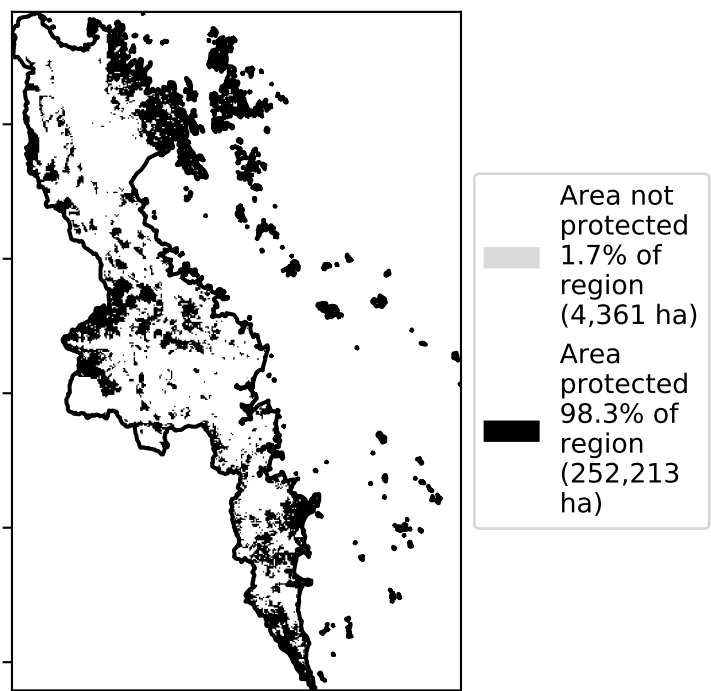 Area not
protected
1.7% of
region
(4,361 ha)
Area
protected
98.3% of
region
(252,213
ha)